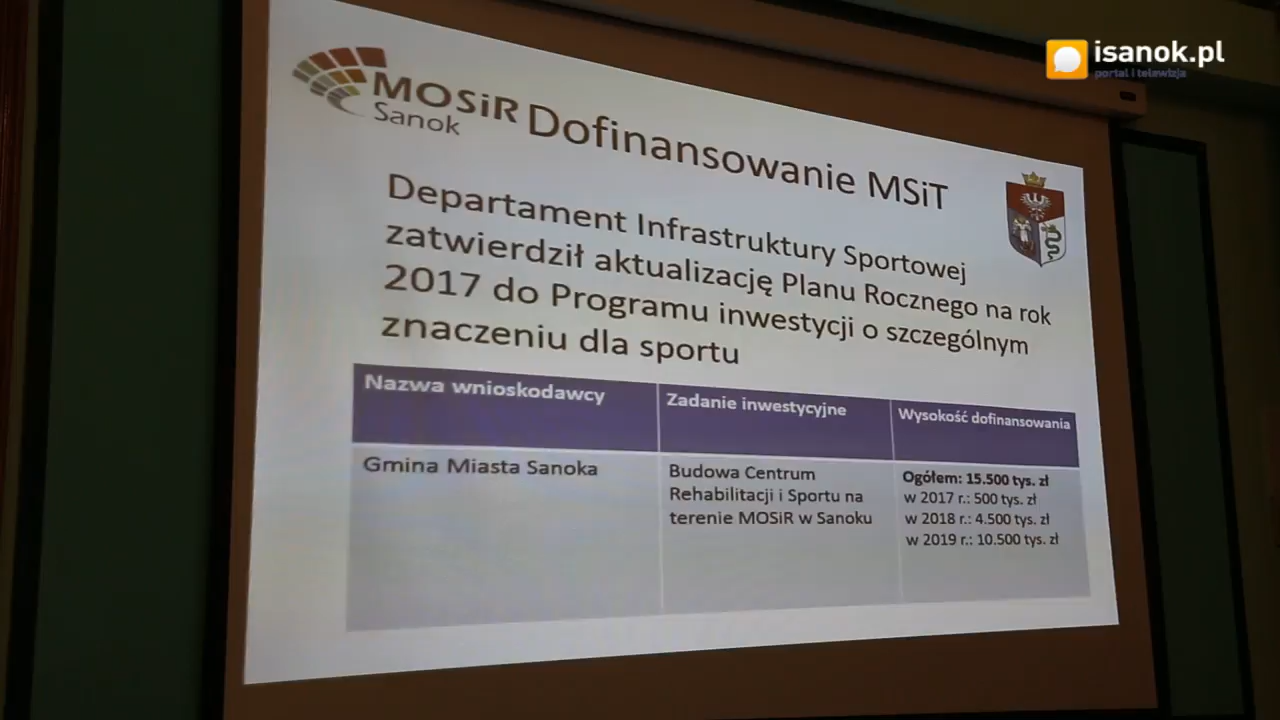 isanok.pl
portal i telewizja
MOSiR
Sanok
Dofinansowanie MSiT
Departament Infrastruktury Sportowej
zatwierdził aktualizację Planu Rocznego na rok
2017 do Programu inwestycji o szczególnym
znaczeniu dla sportu
Nazwa wnioskodawcy
Zadanie inwestycyjne
Wysokość dofinansowania
Gmina Miasta Sanoka
Budowa Centrum
Rehabilitacji i Sportu na
terenie MOSiR w Sanoku
Ogółem: 15.500 tys. zł
w 2017 r.: 500 tys. zł
w 2018 r.: 4.500 tys. zł
w 2019 r.: 10.500 tys. zł